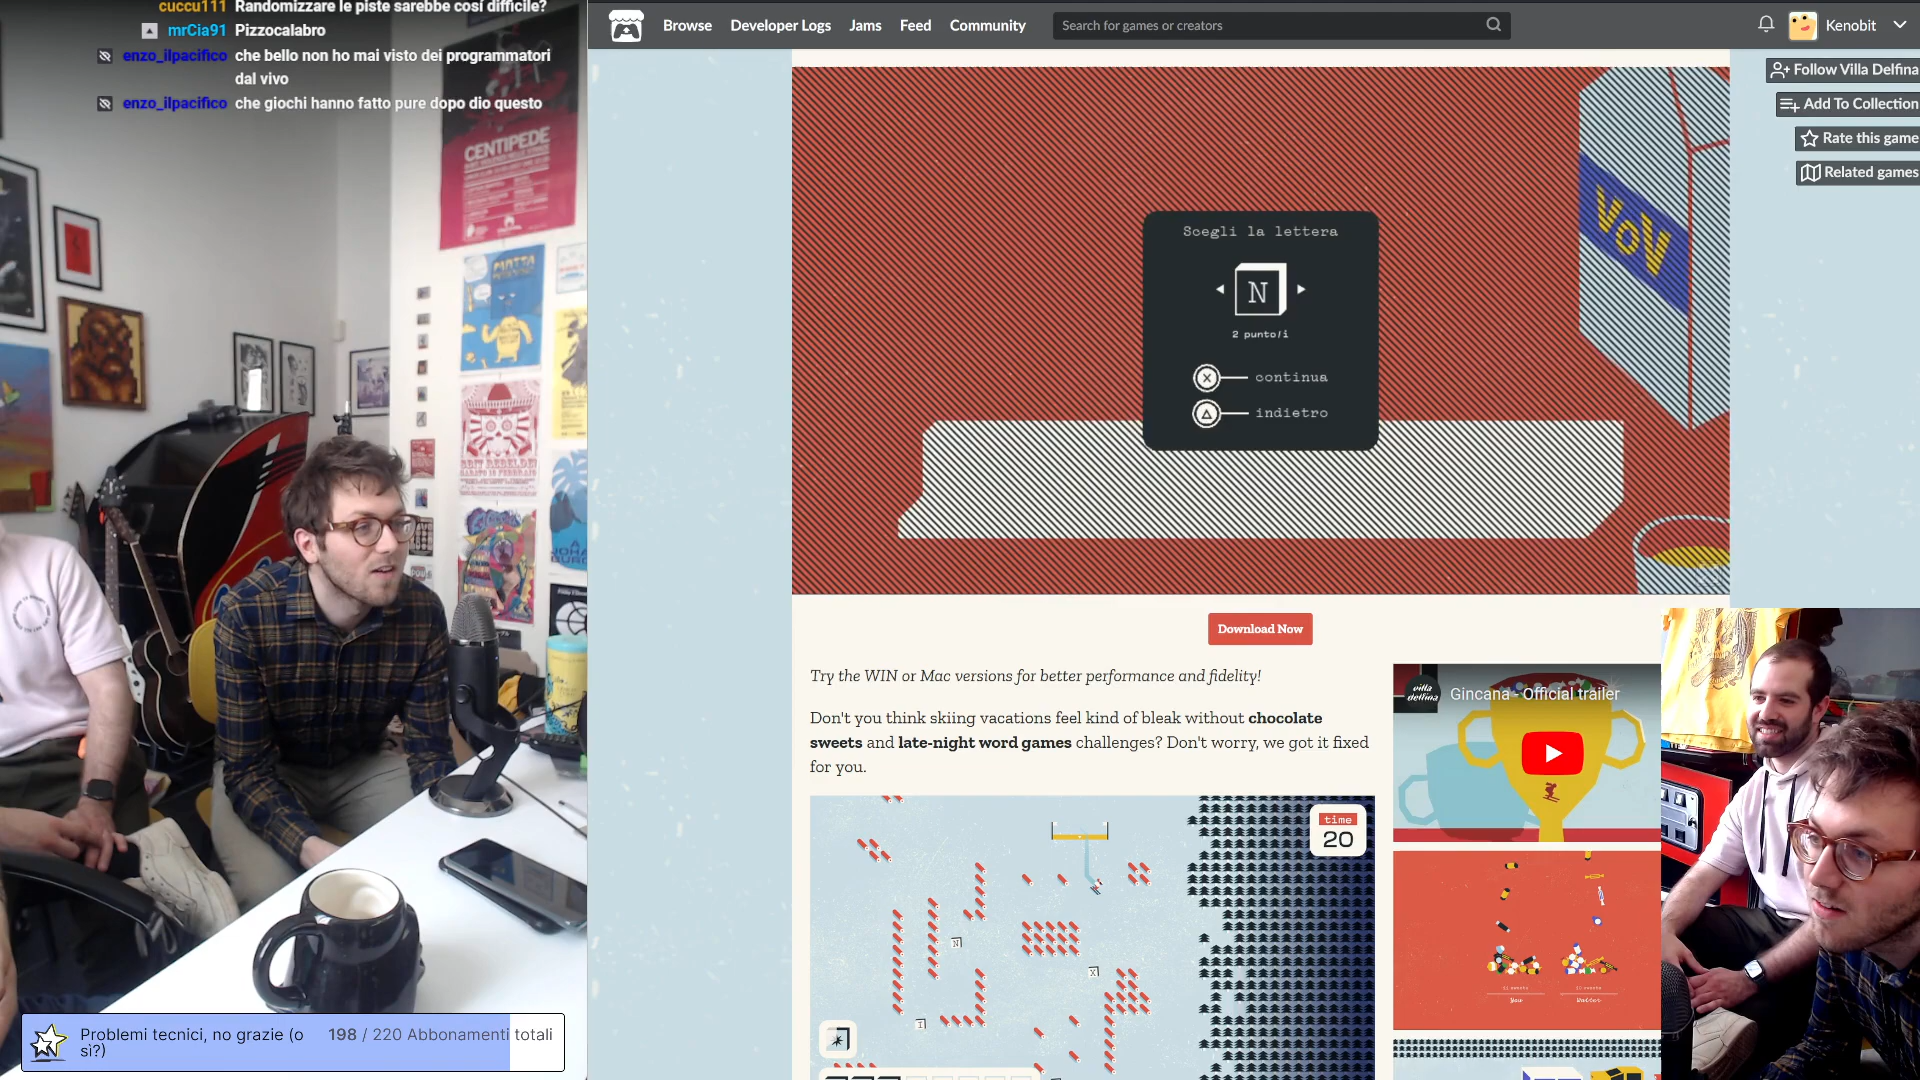 cuccu111 Randomizzare le piste sarebbe così difficile?
mrCia91 Pizzocalabro
enzo_ilpacifico che bello non ho mai visto dei programmatori
dal vivo
enzo_ilpacifico che giochi hanno fatto pure dopo dio questo
CENTIPEDE
Browse Developer Logs Jams Feed Community
Search for games or creators
Kenobit
Follow Villa Delfina
Add To Collection
Rate this game
Related games
VOV
Scegli la lettera
N
2 punto/i
continua
indietro
Download Now
Try the WIN or Mac versions for better performance and fidelity!
Don't you think skiing vacations feel kind of bleak without chocolate
sweets and late-night word games challenges? Don't worry, we got it fixed
for you.
villa
delfina
Gincana - Official trailer
time
20
N
X
I
Problemi tecnici, no grazie (o
sì?)
198 / 220 Abbonamenti totali